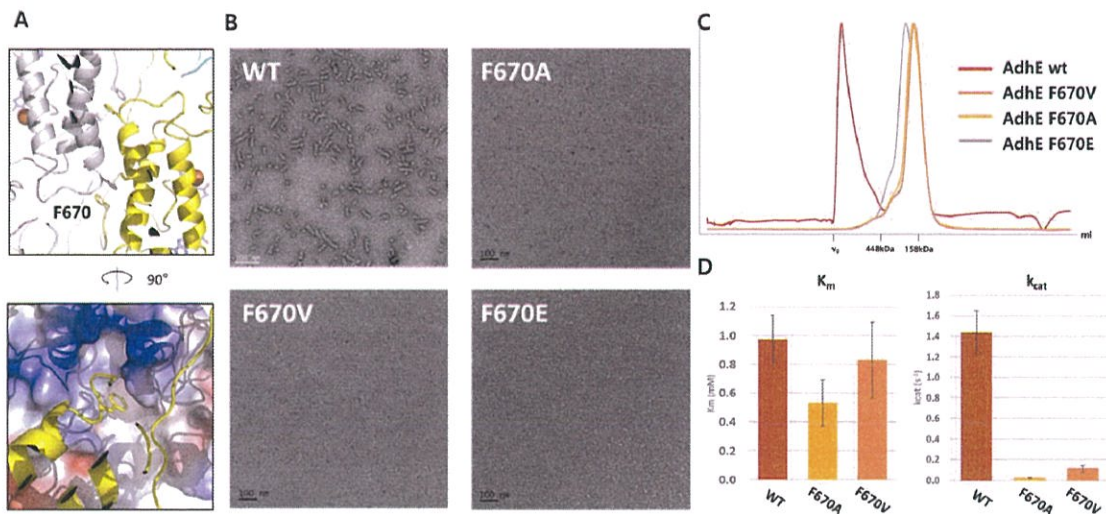 A
F670
90°
B
WT
F670A
100 nm
F670V
F670E
100 nm
100 nm
C
AdhE wt
AdhE F670V
AdhE F670A
AdhE F670E
v₀
448kDa
158kDa
ml
D
Kₘ
1.2
1.0
0.8
0.6
0.4
0.2
0.0
Km (mM)
WT
F670A
F670V
kcat
1.8
1.6
1.4
1.2
1.0
0.8
0.6
0.4
0.2
0.0
kcat (s⁻¹)
WT
F670A
F670V